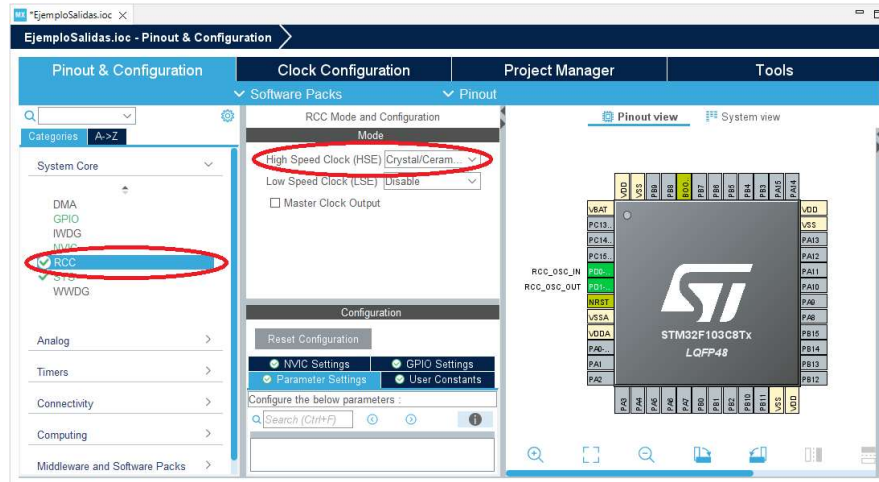 MX *EjemploSalidas.ioc ×
EjemploSalidas.ioc - Pinout & Configuration
Pinout & Configuration
Clock Configuration
Project Manager
Tools
Software Packs
Pinout
Categories
A->Z
System Core
DMA
GPIO
IWDG
NVIC
RCC
SYS
WWDG
Analog
Timers
Connectivity
Computing
Middleware and Software Packs
RCC Mode and Configuration
Mode
High Speed Clock (HSE) Crystal/Ceram...
Low Speed Clock (LSE) Disable
Master Clock Output
Configuration
Reset Configuration
NVIC Settings
GPIO Settings
Parameter Settings
User Constants
Configure the below parameters :
Search (Ctrl+F)
Pinout view
System view
VDD
VSS
PB9
PB8
BOO..
PB7
PB6
PB5
PB4
PB3
PA15
PA14
VBAT
PC13..
PC14..
PC15..
RCC_OSC_IN PD0-..
RCC_OSC_OUT PD1-..
NRST
VSSA
VDDA
PA0-..
PA1
PA2
VDD
VSS
PA13
PA12
PA11
PA10
PA9
PA8
PB15
PB14
PB13
PB12
ST
STM32F103C8Tx
LQFP48
PA3
PA4
PA5
PA6
PA7
PB0
PB1
PB2
PB10
PB11
VSS
VDD